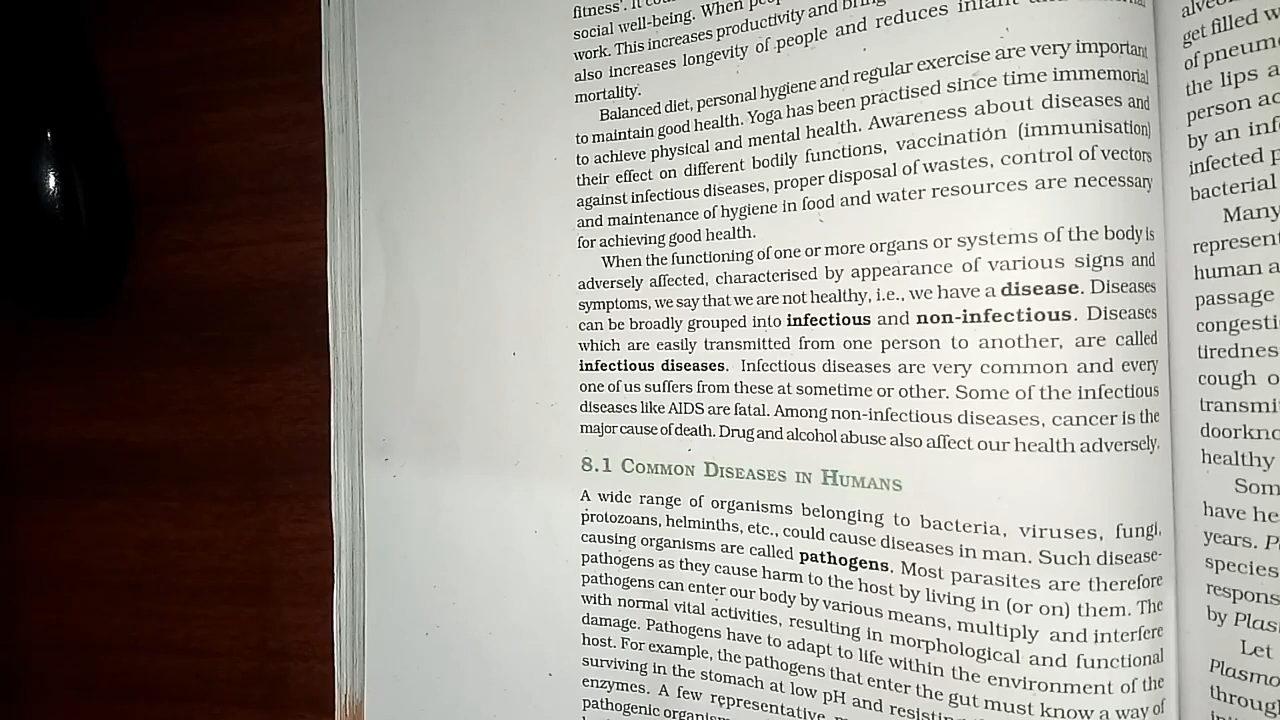 fitness'. It
social well-being. When
work. This increases productivity and
also increases longevity of people and reduces
mortality.
Balanced diet, personal hygiene and regular exercise are very important
to maintain good health. Yoga has been practised since time immemorial
to achieve physical and mental health. Awareness about diseases and
their effect on different bodily functions, vaccination (immunisation)
against infectious diseases, proper disposal of wastes, control of vectors
and maintenance of hygiene in food and water resources are necessary
for achieving good health.
When the functioning of one or more organs or systems of the body is
adversely affected, characterised by appearance of various signs and
symptoms, we say that we are not healthy, i.e., we have a disease. Diseases
can be broadly grouped into infectious and non-infectious. Diseases
which are easily transmitted from one person to another, are called
infectious diseases. Infectious diseases are very common and every
one of us suffers from these at sometime or other. Some of the infectious
diseases like AIDS are fatal. Among non-infectious diseases, cancer is the
major cause of death. Drug and alcohol abuse also affect our health adversely.
8.1 COMMON DISEASES IN HUMANS
A wide range of organisms belonging to bacteria, viruses, fungi,
protozoans, helminths, etc., could cause diseases in man. Such disease-
causing organisms are called pathogens. Most parasites are therefore
pathogens as they cause harm to the host by living in (or on) them. The
pathogens can enter our body by various means, multiply and interfere
with normal vital activities, resulting in morphological and functional
damage. Pathogens have to adapt to life within the environment of the
host. For example, the pathogens that enter the gut must know a way of
surviving in the stomach at low pH and
enzymes. A few representative
pathogenic
get filled
of
the lips
person
by an
infected
bacterial
Many
human
passage
cough
healthy
have
years.
species
by
Let